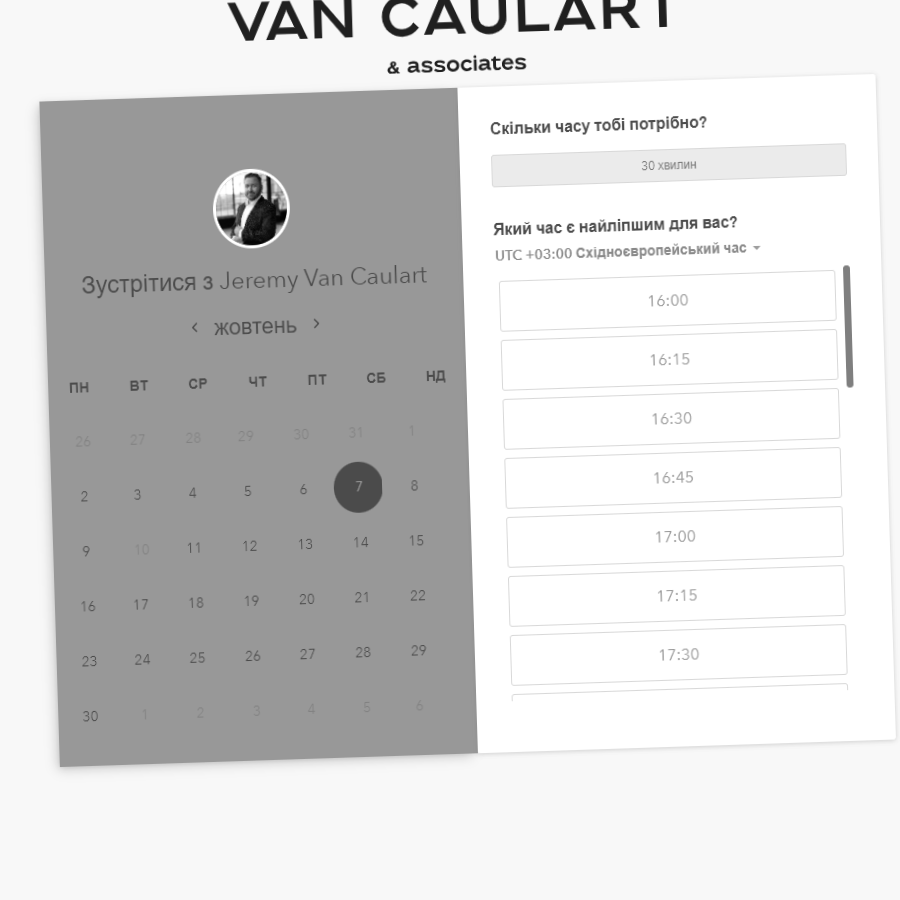 VAN CAULART
& associates
Зустрітися з Jeremy Van Caulart
‹ жовтень ›
ПН ВТ СР ЧТ ПТ СБ НД
26 27 28 29 30 31 1
2 3 4 5 6 7 8
9 10 11 12 13 14 15
16 17 18 19 20 21 22
23 24 25 26 27 28 29
30 1 2 3 4 5 6
Скільки часу тобі потрібно?
30 хвилин
Який час є найліпшим для вас?
UTC +03:00 Східноєвропейський час
16:00
16:15
16:30
16:45
17:00
17:15
17:30